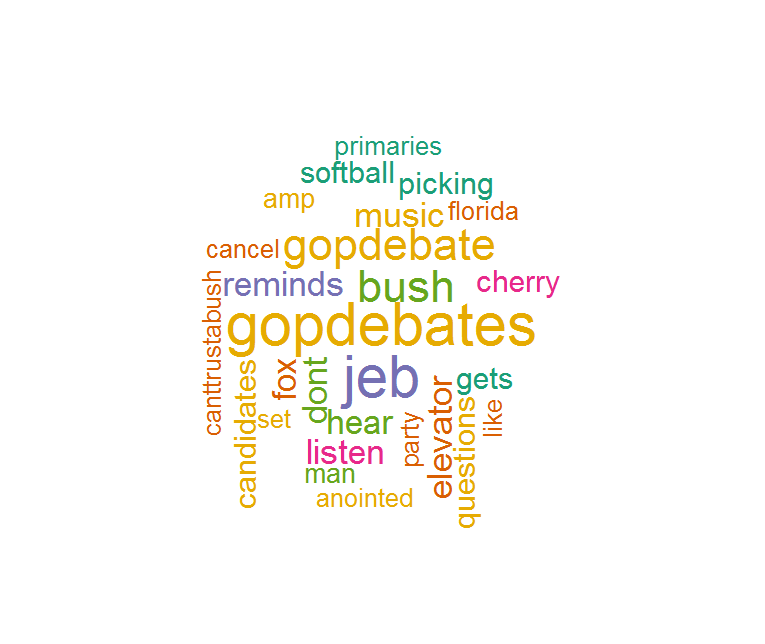 primaries
softball
picking
amp
music
florida
cancel
gopdebate
reminds
bush
cherry
canttrustabush
gopdebates
candidates
fox
dont
jeb
gets
set
hear
party
elevator
questions
like
listen
man
anointed